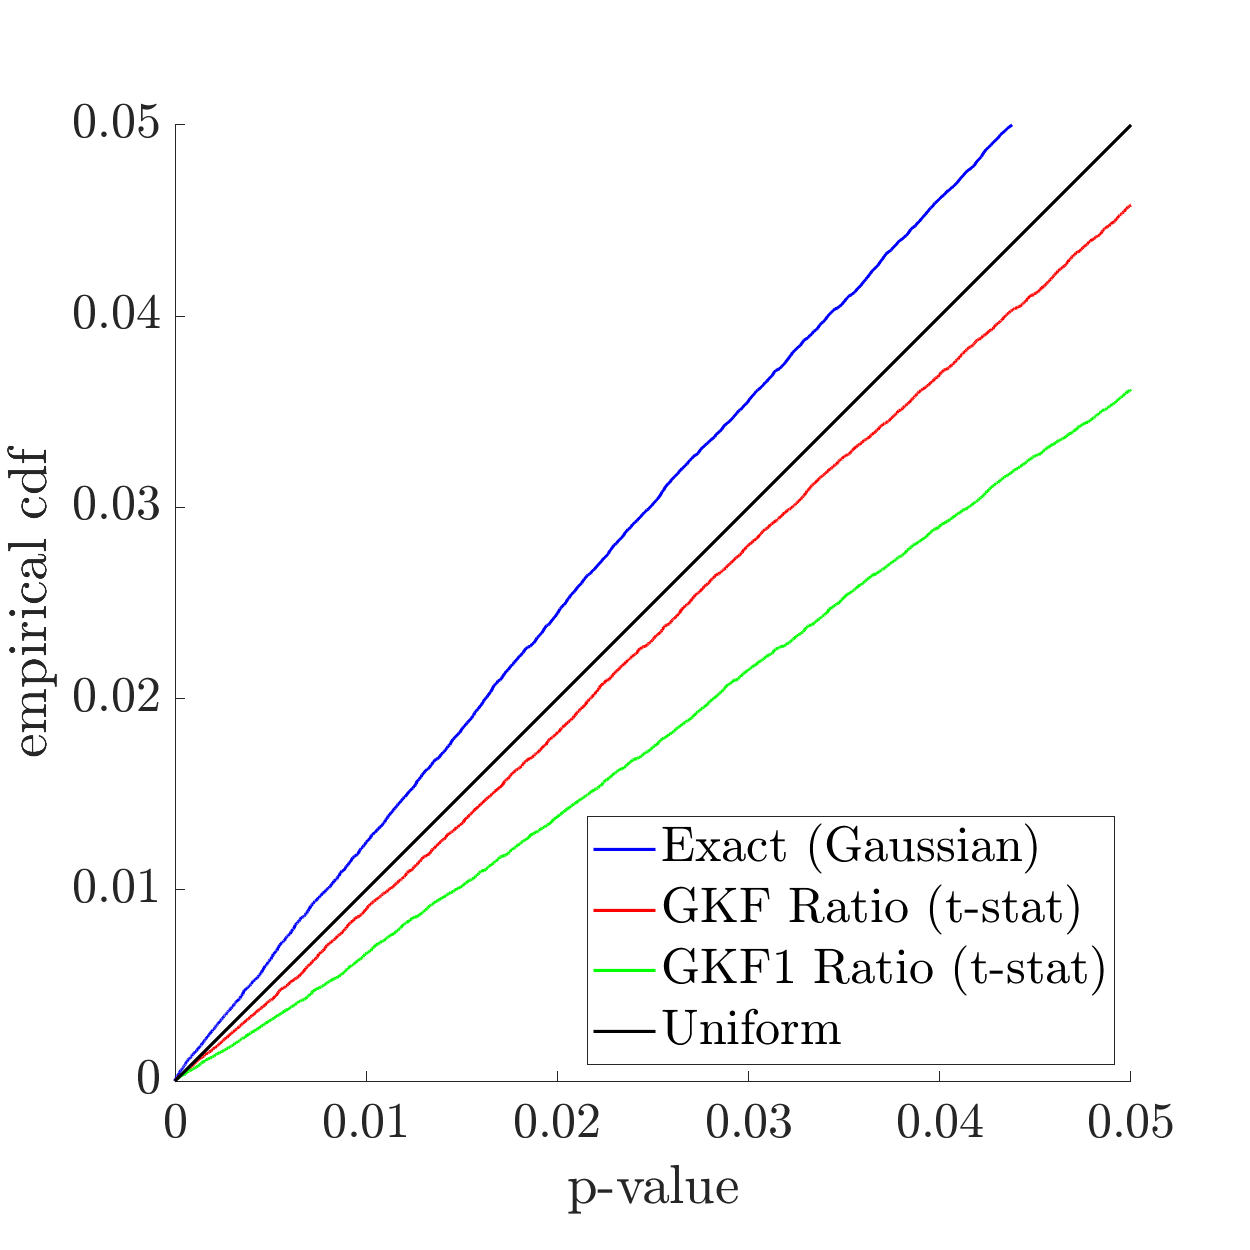 0.05
0.04
0.03
0.02
0.01
0
empirical cdf
0
0.01
0.02
0.03
0.04
0.05
p-value
Exact (Gaussian)
GKF Ratio (t-stat)
GKF1 Ratio (t-stat)
Uniform